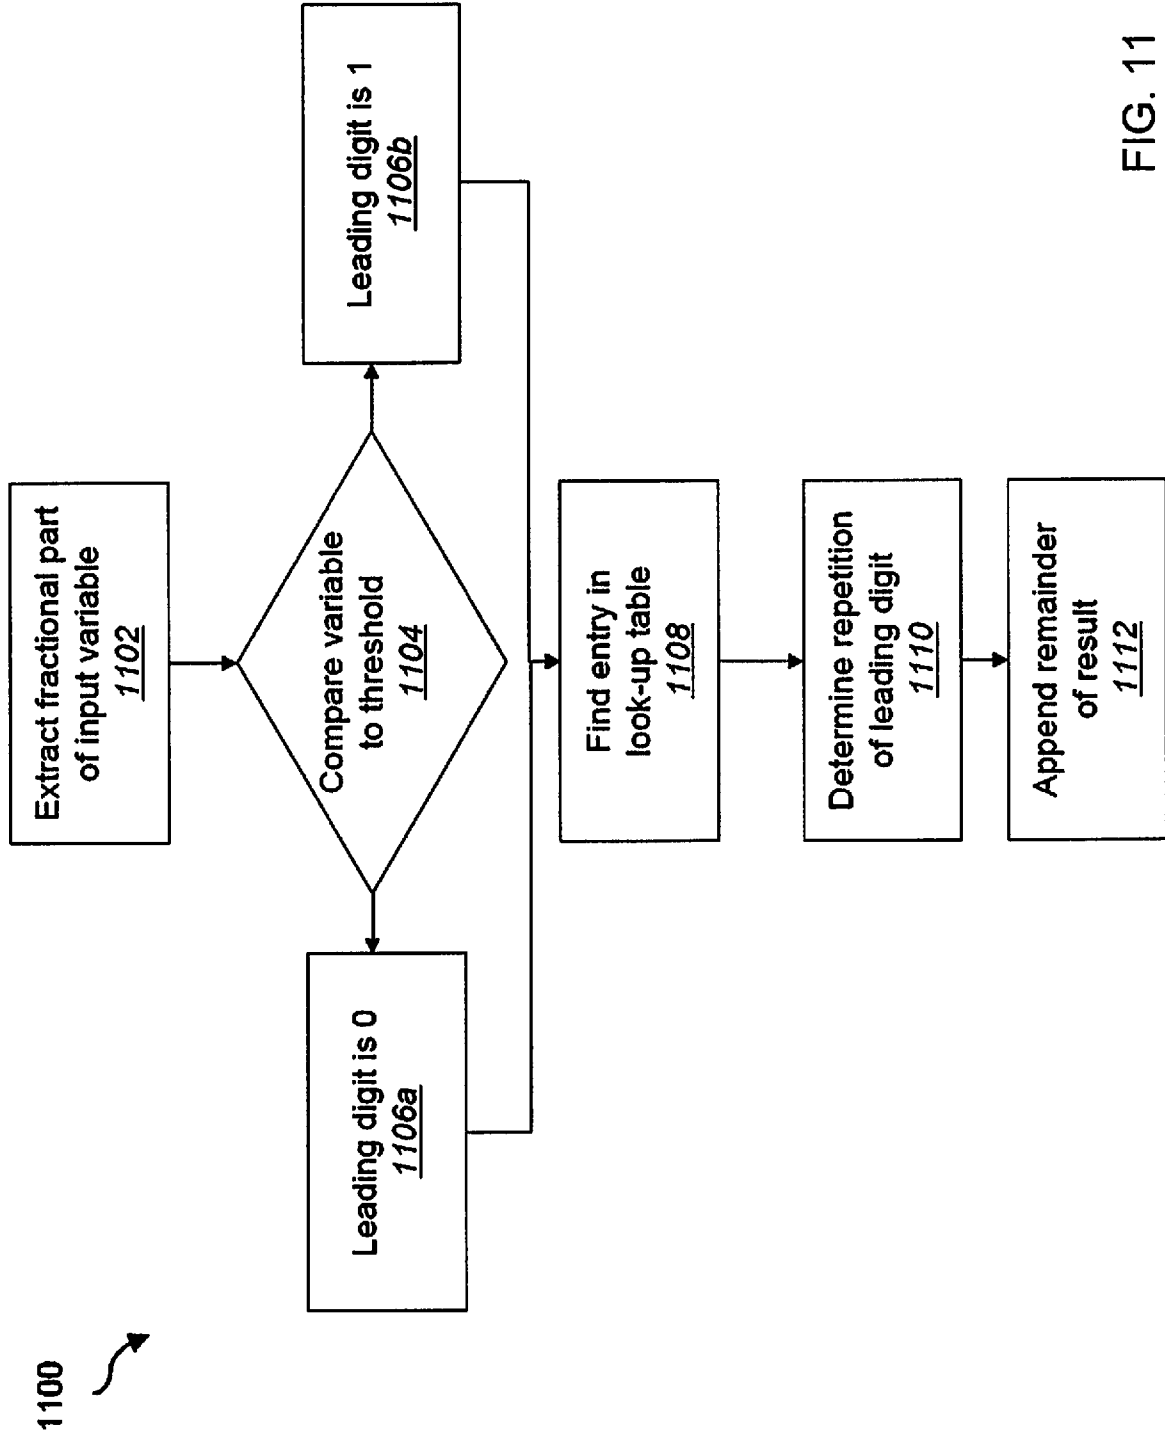 1100
Extract fractional part
of input variable
1102
Compare variable
to threshold
1104
Leading digit is 0
1106a
Leading digit is 1
1106b
Find entry in
look-up table
1108
Determine repetition
of leading digit
1110
Append remainder
of result
1112
FIG. 11